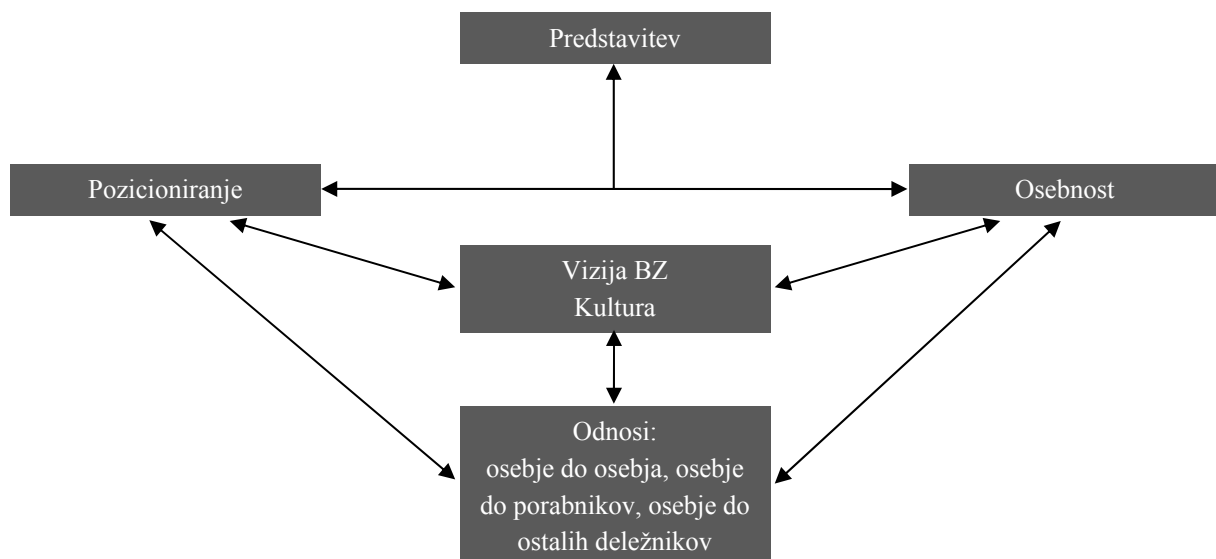 Predstavitev
Pozicioniranje
Osebnost
Vizija BZ
Kultura
Odnosi:
osebje do osebja, osebje
do porabnikov, osebje do
ostalih deležnikov